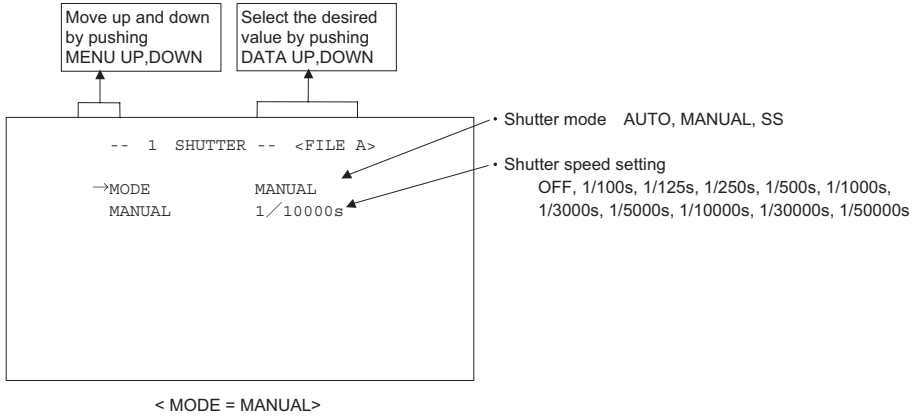 Move up and down
by pushing
MENU UP,DOWN
Select the desired
value by pushing
DATA UP,DOWN
-- 1 SHUTTER -- <FILE A>
→MODE MANUAL
MANUAL 1/10000s
・Shutter mode AUTO, MANUAL, SS
・Shutter speed setting
OFF, 1/100s, 1/125s, 1/250s, 1/500s, 1/1000s,
1/3000s, 1/5000s, 1/10000s, 1/30000s, 1/50000s
< MODE = MANUAL>